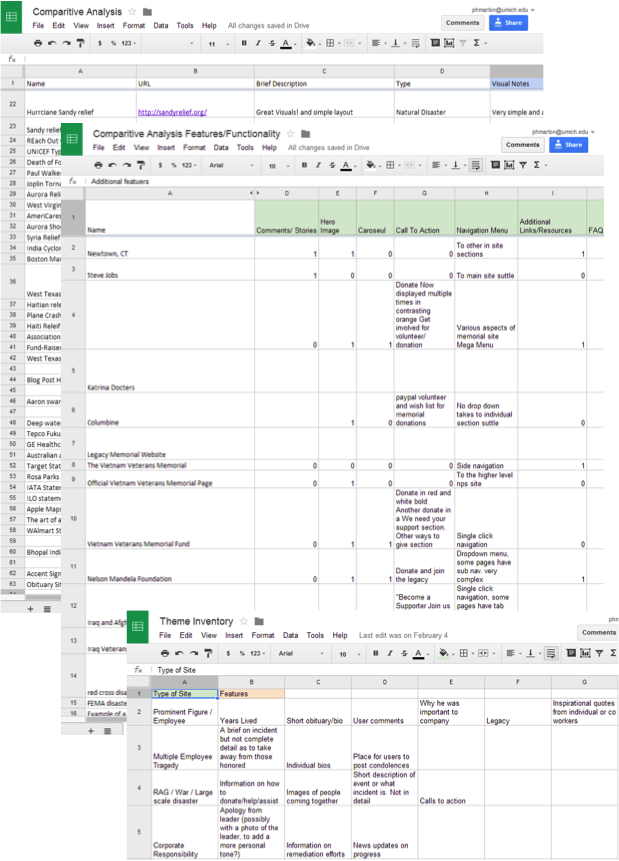 Comparitive Analysis
phmarton@umich.edu
File Edit View Insert Format Data Tools Help All changes saved in Drive
Comments Share
$ % 123 11 B I S A
fx
A B C D
1 Name URL Brief Description Type Visual Notes
22 Hurrciane Sandy relief http://sandyrelief.org/ Great Visuals! and simple layout Natural Disaster Very simple and
23 Sandy relief
24 REach Out
25 UNICEF Typ
26 Death of Fo
27 Paul Walke
28 Joplin Torna
29 Aurora Reli
30 West Virgin
31 AmeriCares
32 Aurora Sho
33 Syria Relief
34 India Cyclor
35 Boston Mar
36 West Texas
37 Haitian rele
38 Plane Crash
39 Haiti Releif
40 Association
41 Fund-Raiser
42 West Texas
43
44 Blog Post H
45
46 Aaron swar
47
48 Deep water
49 Tepco Fuku
50 GE Healthc
51 Australian
52 Target Stat
53 Rosa Parks
54 IATA Stater
55 ILO stateme
56 Apple Maps
57 The art of a
58 WAlmart St
59
60 Bhopal Indi
61
62 Accent Sign
63 Obituary Sit
Comparitive Analysis Features/Functionality
phmarton@umich.edu
File Edit View Insert Format Data Tools Help All changes saved in Drive
Comments Share
$ % 123 Arial 10 B I S A
fx Additional featuers
A D E F G H I
1 Name Comments/ Stories Hero Image Caroseul Call To Action Navigation Menu Additional Links/Resources FAQ
2 Newtown, CT 1 1 0 0 To other in site sections 1
3 Steve Jobs 1 0 0 0 To main site suttle 0
4 0 1 1 Donate Now
displayed multiple
times in
contrasting
orange Get
involved for
volunteer/
donation
Various aspects of
memorial site
Mega Menu 1
5 Katrina Docters
6 Columbine 1 0 paypal volunteer
and wish list for
memorial
donations
No drop down
takes to individual
section suttle 0
7 Legacy Memorial Website
8 The Vietnam Veterans Memorial 0 0 0 0 Side navigation 1
9 Official Vietnam Veterans Memorial Page 0 1 0 0 To the higher level
nps site 0
10 Vietnam Veterans Memorial Fund 0 1 1 Donate in red and
white bold
Another donate in
a We need your
support section.
Other ways to
give section
Single click
navigation 0
11 Nelson Mandela Foundation 0 1 1 Donate and join
the legacy
Dropdown menu,
some pages have
sub nav. very
complex 1
12 Iraq and Afgh
"Become a
Supporter Join us
Single click
navigation, some
pages have tab
13 Iraq Veteran
14 red cross disa
15 FEMA disaste
16 Example of a
Theme Inventory
File Edit View Insert Format Data Tools Help Last edit was on February 4
Comments
$ % 123 Arial 10 B I S A
fx Type of Site
A B C D E F G
1 Type of Site Features
2 Prominent Figure /
Employee
Years Lived
Short obituary/bio
User comments
Why he was
important to
company
Legacy
Inspirational quotes
from individual or co
workers
3 Multiple Employee
Tragedy
A brief on incident
but not complete
detail as to take
away from those
honored
Individual bios
Place for users to
post condolences
4 RAG / War / Large
scale disaster
Information on how
to
donate/help/assist
Images of people
coming together
Short description of
event or what
incident is. Not in
detail
Calls to action
5 Corporate
Responsibility
Apology from
leader (possibly
with a photo of the
leader, to add a
more personal
tone?)
Information on
remediation efforts
News updates on
progress